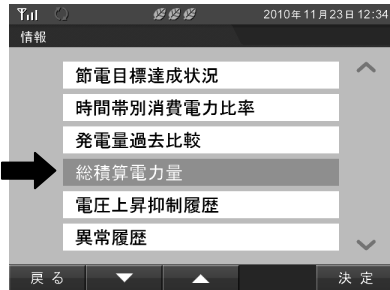 2010年11月23日 12:34
情報
節電目標達成状況
時間帯別消費電力比率
発電量過去比較
総積算電力量
電圧上昇抑制履歴
異常履歴
戻る
決定